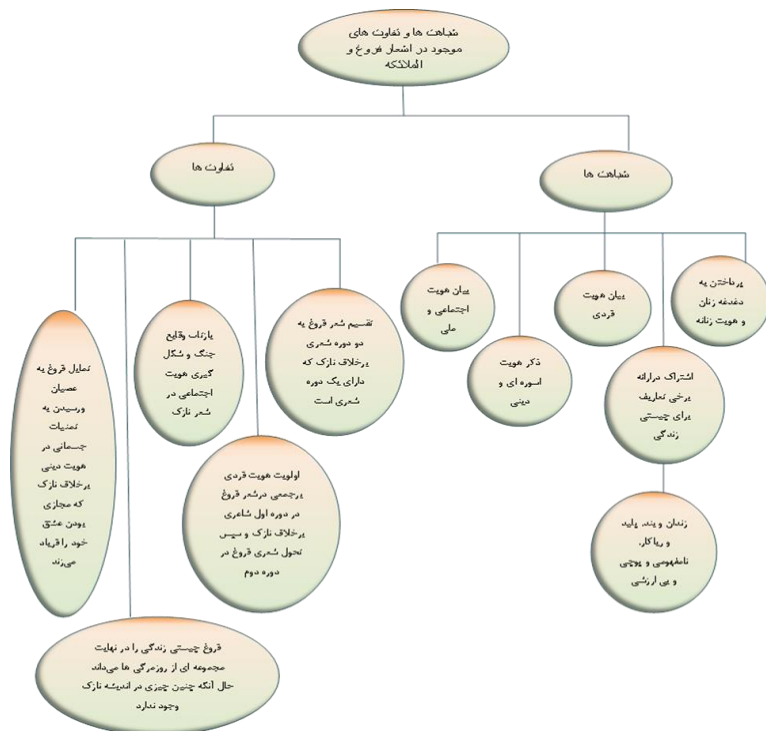 شباهت ها و تفاوت های
موجود در اشعار فروغ و
الملائکه
شباهت ها
تفاوت ها
پرداختن به
دغدغه زنان
و هویت زنانه
اشتراک درارائه
برخی تعاریف
برای چیستی
زندگی
زندان و بند، پلید
و ریاکار،
نامفهومی و پوچی
و بی ارزشی
بیان هویت
فردی
ذکر هویت
اسوره ای و
دینی
بیان هویت
اجتماعی و
ملی
تقسیم شعر فروغ به
دو دوره شعری
برخلاف نازک که
دارای یک دوره
شعری است
اولویت هویت فردی
برجمعی درشعر فروغ
در دوره اول شاعری
برخلاف نازک و سپس
تحول شعری فروغ در
دوره دوم
بازتاب وقایع
جنگ و شکل
گیری هویت
اجتماعی در
شعر نازک
فروغ چیستی زندگی را در نهایت
مجموعه ای از روزمرگی ها می‌داند
حال آنکه چنین چیزی در اندیشه نازک
وجود ندارد
تمایل فروغ به
عصیان
ورسیدن به
تمنیات
جسمانی در
هویت دینی
برخلاف نازک
که مجازی
بودن عشق
خود را فریاد
می‌زند